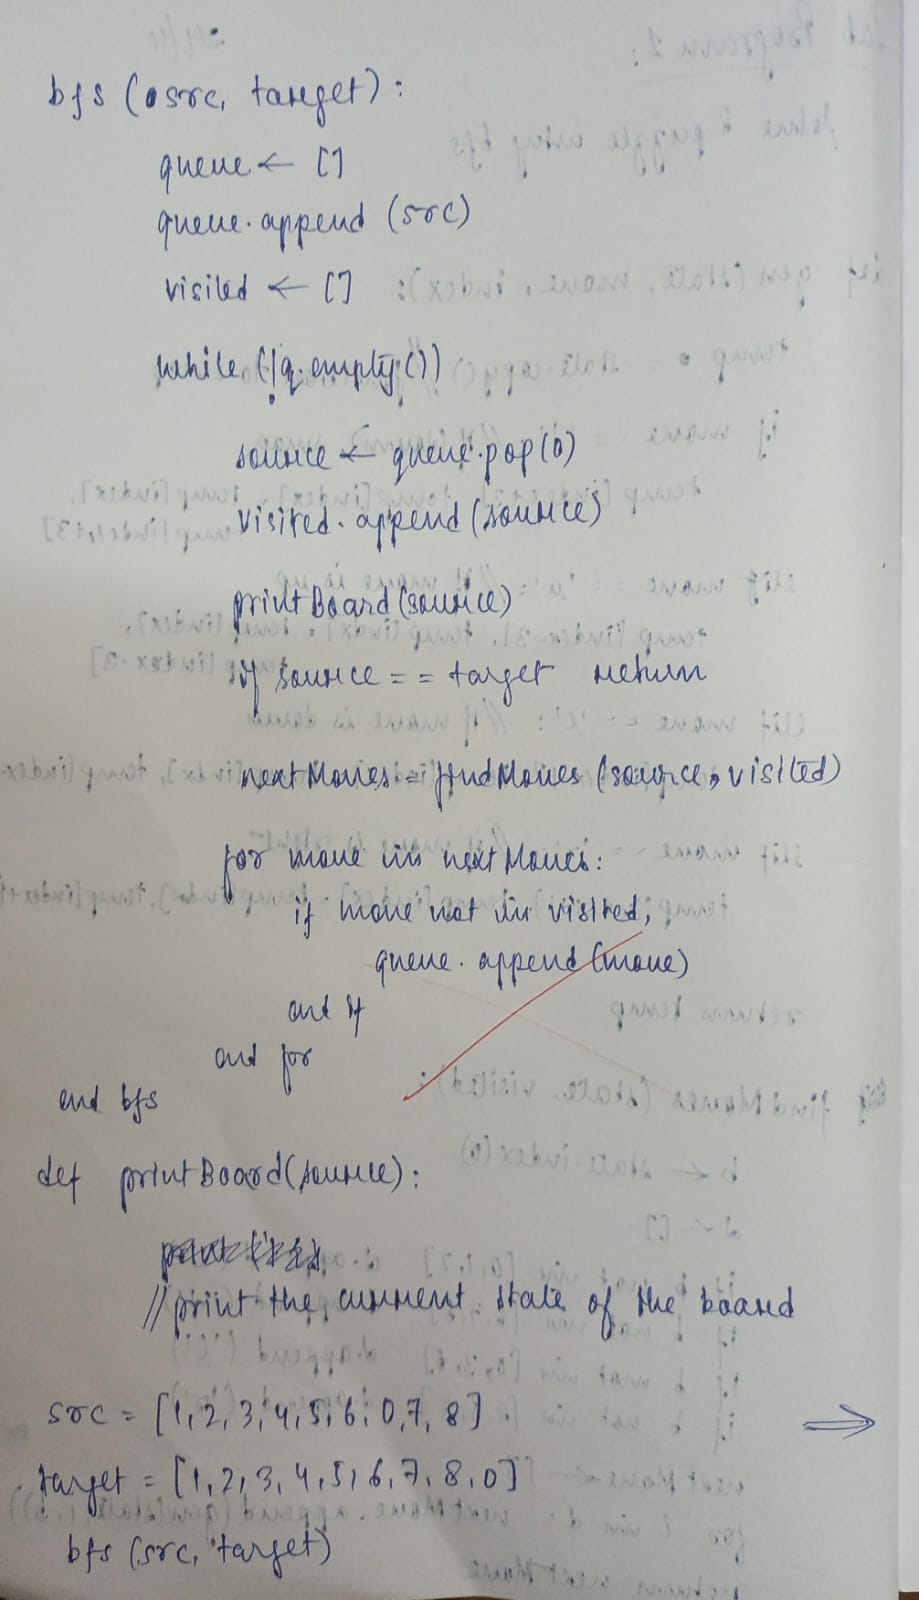 bfs (src, target):
queue ← []
queue.append (src)
visited ← []
while (!q.empty())
source ← queue.pop(0)
visited.append(source)
printBoard(source)
if source == target return
nextMoves = findMoves (source, visited)
for move in nextMoves:
if move not in visited;
queue.append (move)
end if
end for
end bfs
def printBoard(source):
//print the current state of the board
src = [1,2,3,4,5,6,0,7,8]
target = [1,2,3,4,5,6,7,8,0]
bfs (src, target)